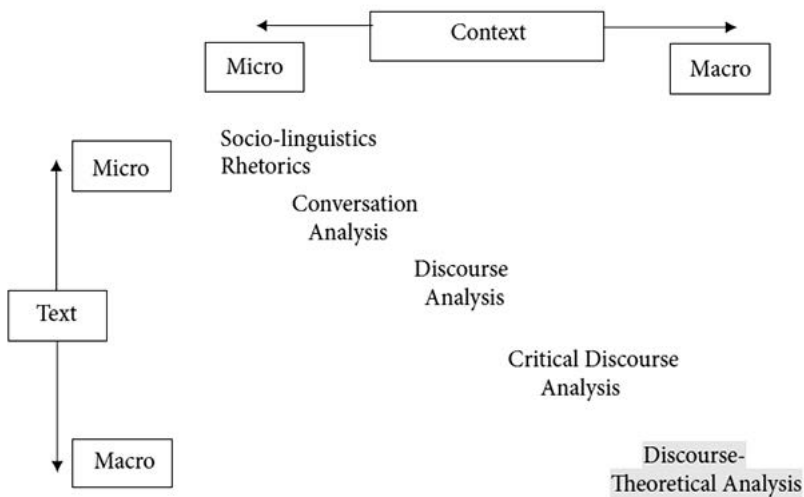 Context
Micro
Macro
Socio-linguistics
Rhetorics
Micro
Conversation
Analysis
Discourse
Analysis
Text
Critical Discourse
Analysis
Macro
Discourse-
Theoretical Analysis